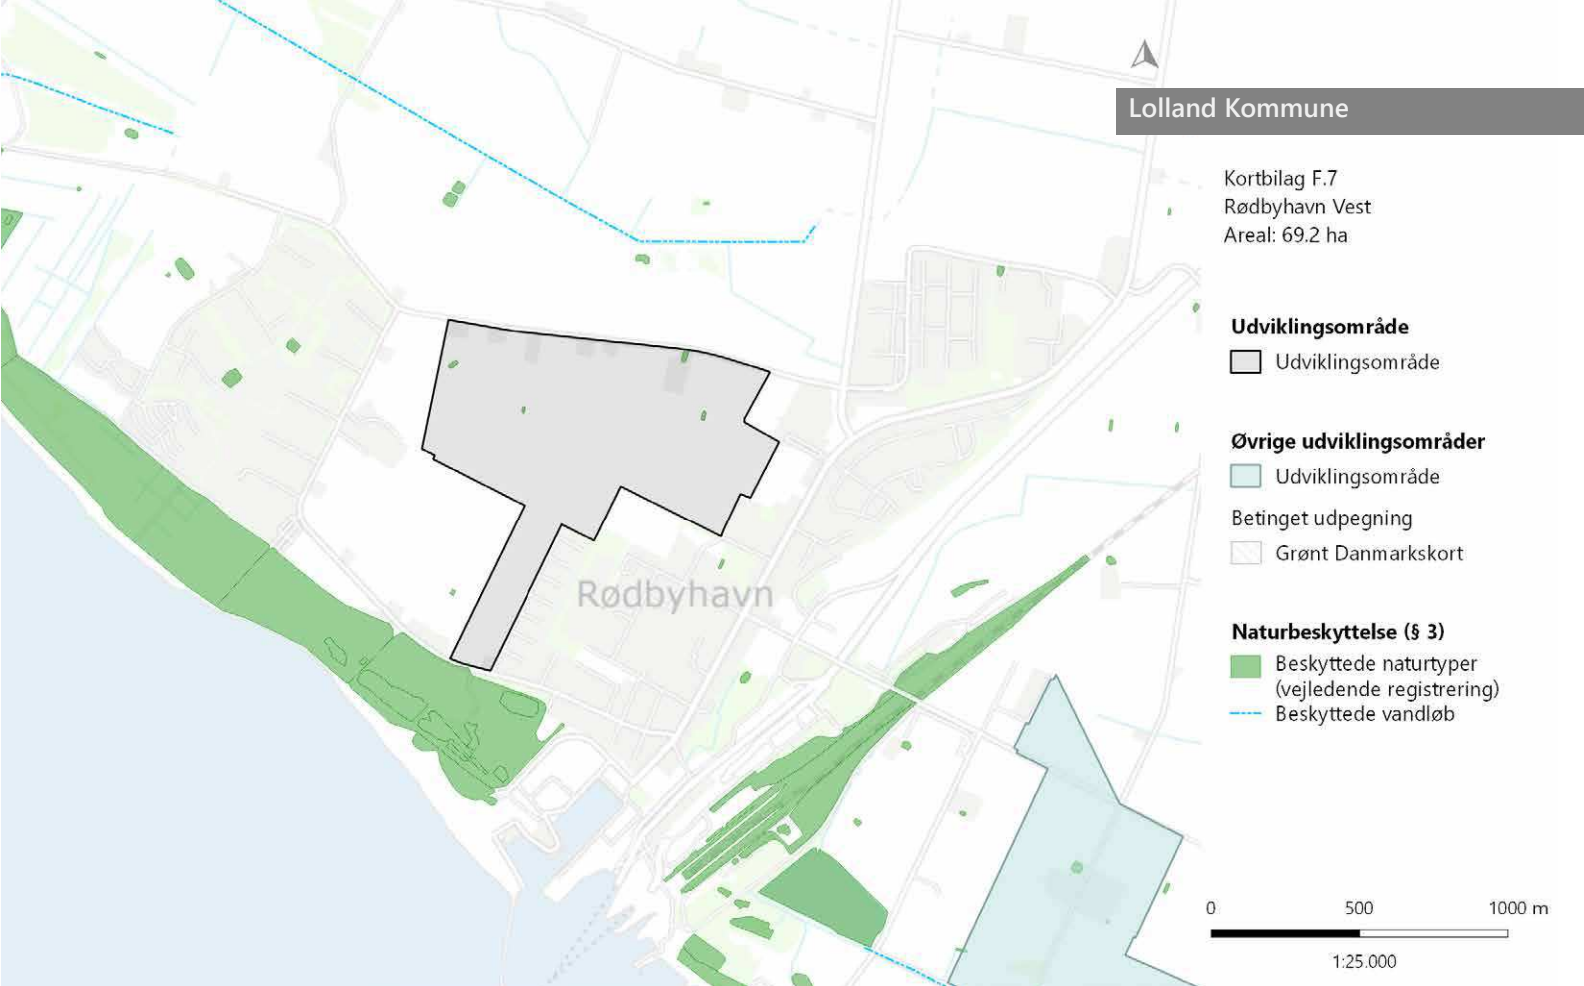 Lolland Kommune
Kortbilag F.7
Rødbyhavn Vest
Areal: 69.2 ha
Udviklingsområde
Udviklingsområde
Øvrige udviklingsområder
Udviklingsområde
Betinget udpegning
Grønt Danmarkskort
Naturbeskyttelse (§ 3)
Beskyttede naturtyper
(vejledende registrering)
Beskyttede vandløb
Rødbyhavn
0 500 1000 m
1:25.000